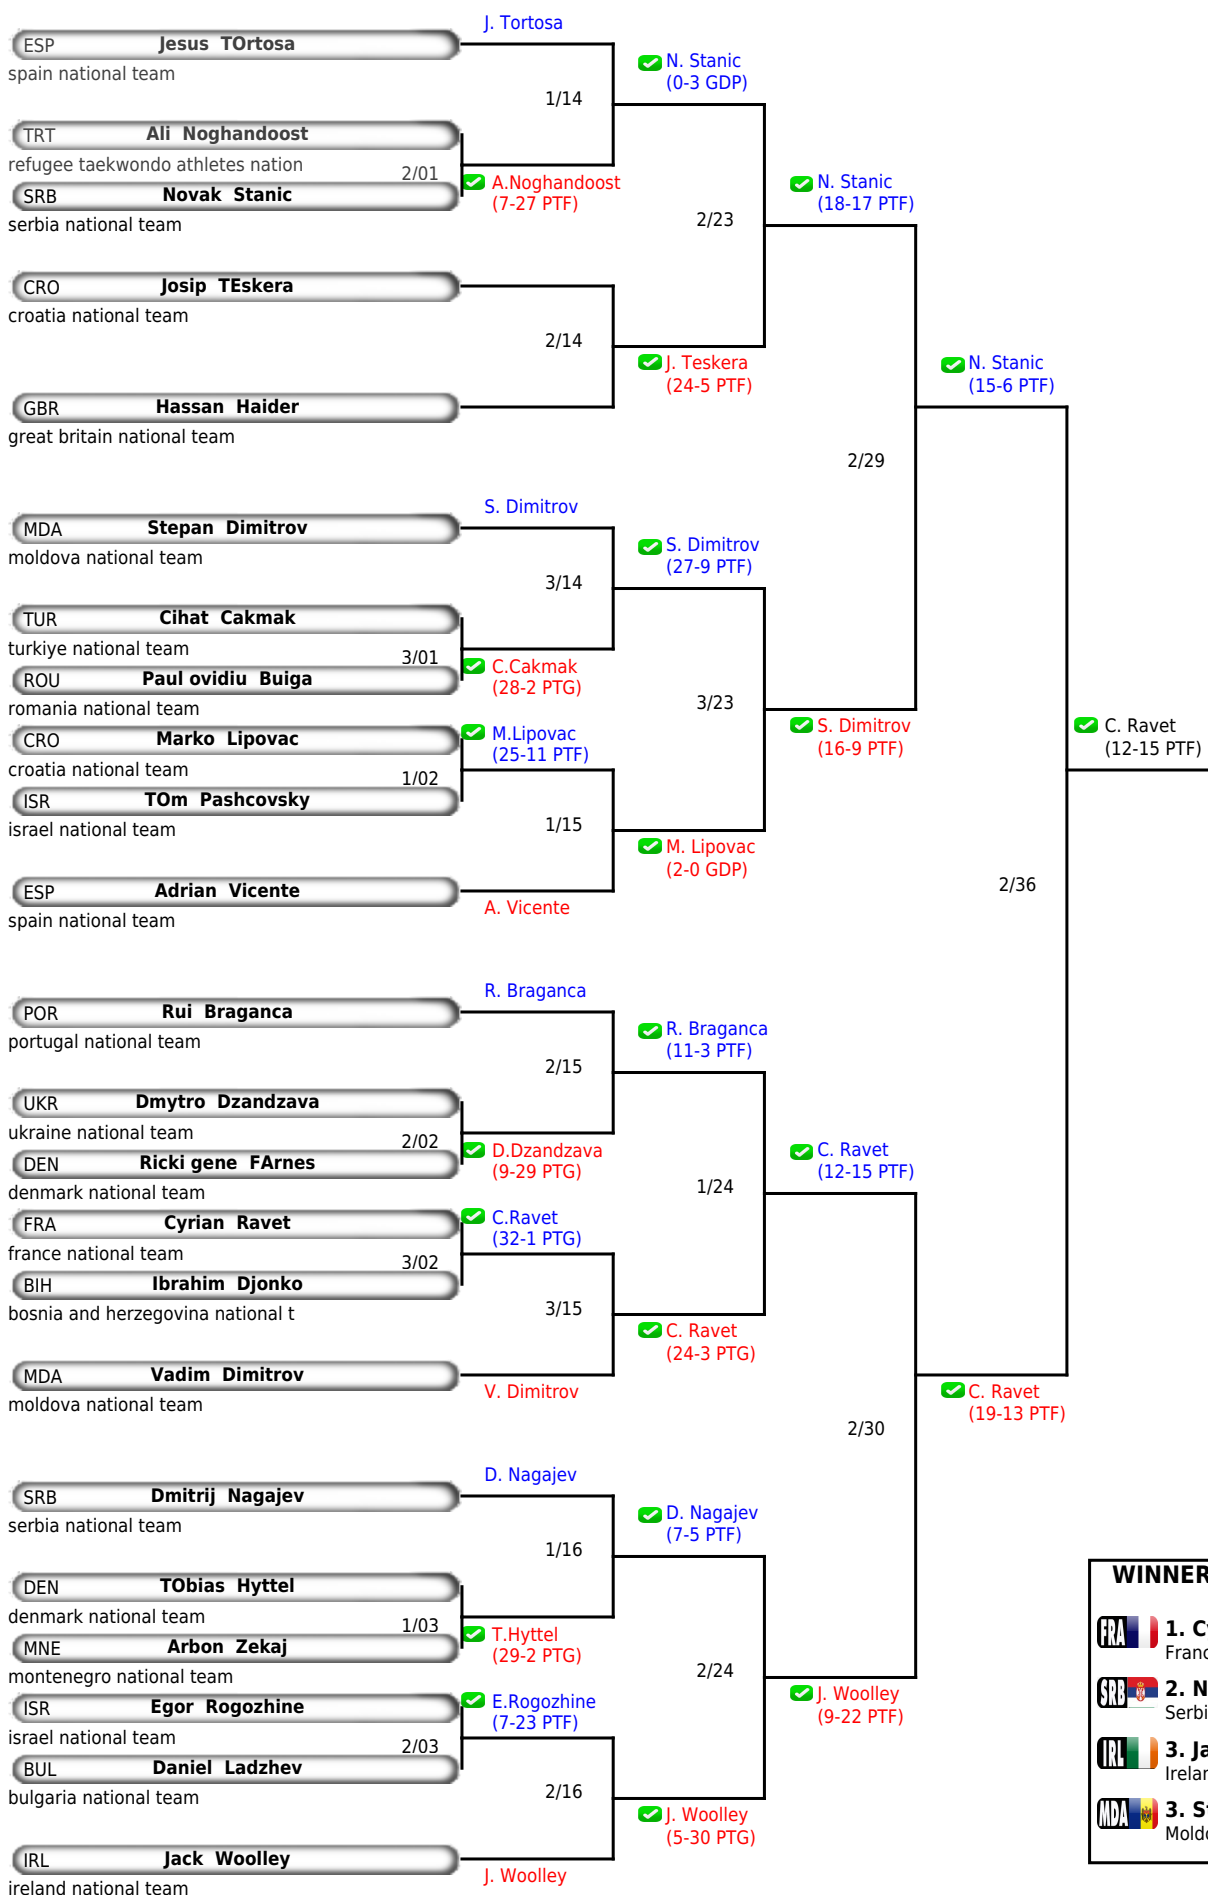 J. Tortosa
ESP Jesus TOrtosa
spain national team
N. Stanic
(0-3 GDP)
1/14
TRT Ali Noghandoost
refugee taekwondo athletes nation
2/01
SRB Novak Stanic
serbia national team
A.Noghandoost
(7-27 PTF)
N. Stanic
(18-17 PTF)
2/23
CRO Josip TEskera
croatia national team
2/14
J. Teskera
(24-5 PTF)
N. Stanic
(15-6 PTF)
GBR Hassan Haider
great britain national team
2/29
S. Dimitrov
MDA Stepan Dimitrov
moldova national team
S. Dimitrov
(27-9 PTF)
3/14
TUR Cihat Cakmak
turkiye national team
3/01
ROU Paul ovidiu Buiga
romania national team
C.Cakmak
(28-2 PTG)
3/23
CRO Marko Lipovac
croatia national team
M.Lipovac
(25-11 PTF)
S. Dimitrov
(16-9 PTF)
C. Ravet
(12-15 PTF)
1/02
ISR TOm Pashcovsky
israel national team
1/15
M. Lipovac
(2-0 GDP)
2/36
ESP Adrian Vicente
spain national team
A. Vicente
R. Braganca
POR Rui Braganca
portugal national team
R. Braganca
(11-3 PTF)
2/15
UKR Dmytro Dzandzava
ukraine national team
2/02
DEN Ricki gene FArnes
denmark national team
D.Dzandzava
(9-29 PTG)
C. Ravet
(12-15 PTF)
1/24
FRA Cyrian Ravet
france national team
C.Ravet
(32-1 PTG)
3/02
BIH Ibrahim Djonko
bosnia and herzegovina national t
3/15
C. Ravet
(24-3 PTG)
MDA Vadim Dimitrov
moldova national team
V. Dimitrov
C. Ravet
(19-13 PTF)
2/30
D. Nagajev
SRB Dmitrij Nagajev
serbia national team
D. Nagajev
(7-5 PTF)
1/16
DEN TObias Hyttel
denmark national team
1/03
MNE Arbon Zekaj
montenegro national team
T.Hyttel
(29-2 PTG)
2/24
ISR Egor Rogozhine
israel national team
E.Rogozhine
(7-23 PTF)
J. Woolley
(9-22 PTF)
2/03
BUL Daniel Ladzhev
bulgaria national team
2/16
J. Woolley
(5-30 PTG)
IRL Jack Woolley
ireland national team
J. Woolley
WINNER
FRA 1. C
Franc
SRB 2. N
Serbi
IRL 3. Ja
Irelan
MDA 3. St
Moldo